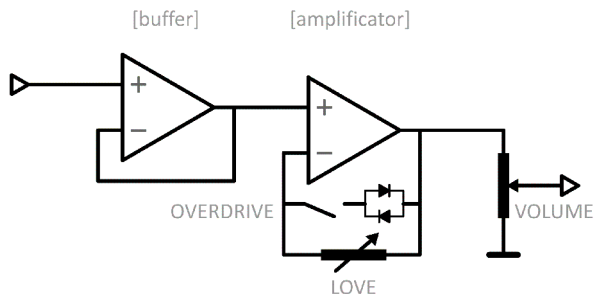 [buffer]
[amplificator]
+
−
+
−
OVERDRIVE
VOLUME
LOVE